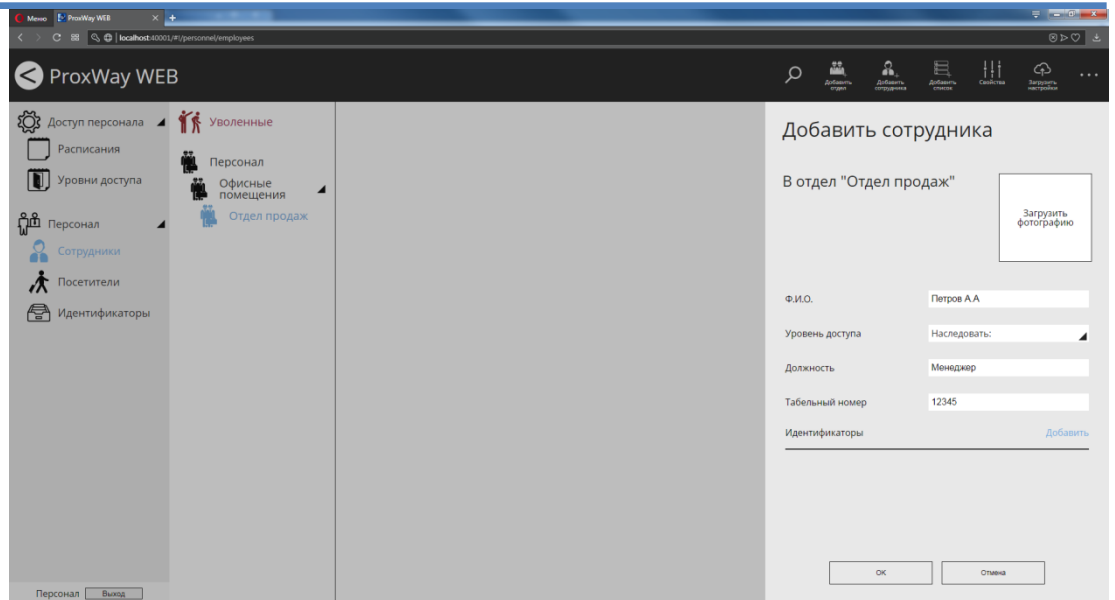 Меню
ProxWay WEB
localhost:40001/#!/personnel/employees
ProxWay WEB
Добавить отдел
Добавить сотрудника
Добавить список
Свойства
Загрузить настройки
Доступ персонала
Расписания
Уровни доступа
Персонал
Сотрудники
Посетители
Идентификаторы
Персонал
Выход
Уволенные
Персонал
Офисные
помещения
Отдел продаж
Добавить сотрудника
В отдел "Отдел продаж"
Загрузить
фотографию
Ф.И.О.
Петров А.А
Уровень доступа
Наследовать:
Должность
Менеджер
Табельный номер
12345
Идентификаторы
Добавить
ОК
Отмена